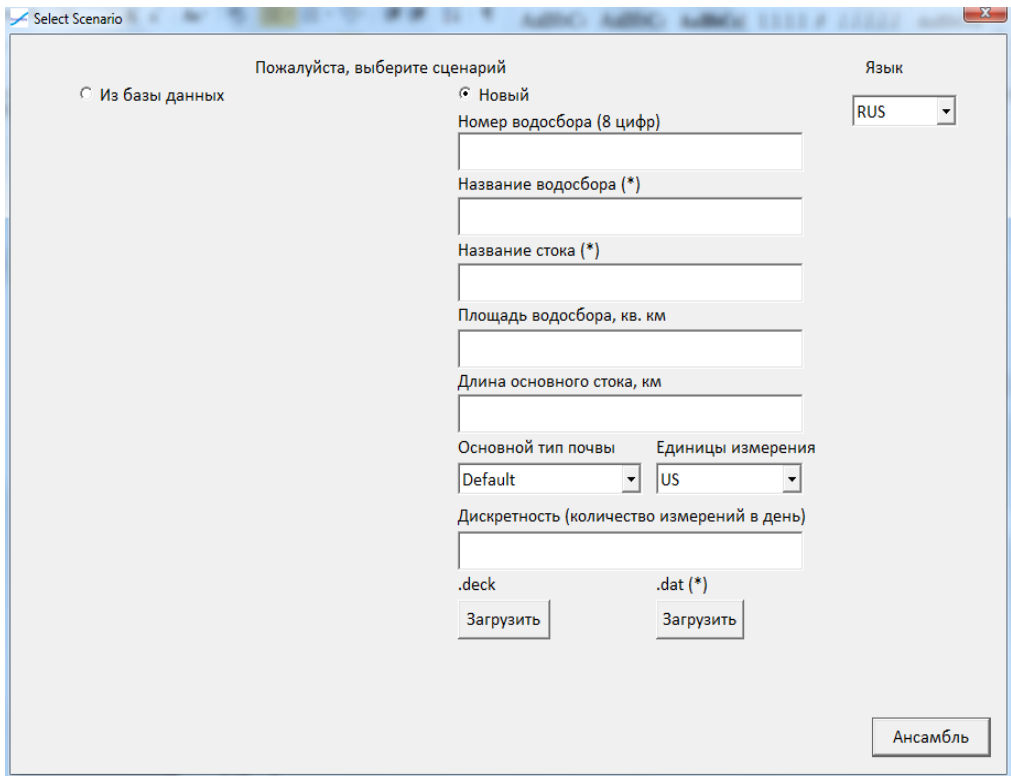 Select Scenario
Пожалуйста, выберите сценарий
Язык
Из базы данных
Новый
RUS
Номер водосбора (8 цифр)
Название водосбора (*)
Название стока (*)
Площадь водосбора, кв. км
Длина основного стока, км
Основной тип почвы Единицы измерения
Default US
Дискретность (количество измерений в день)
.deck .dat (*)
Загрузить Загрузить
Ансамбль